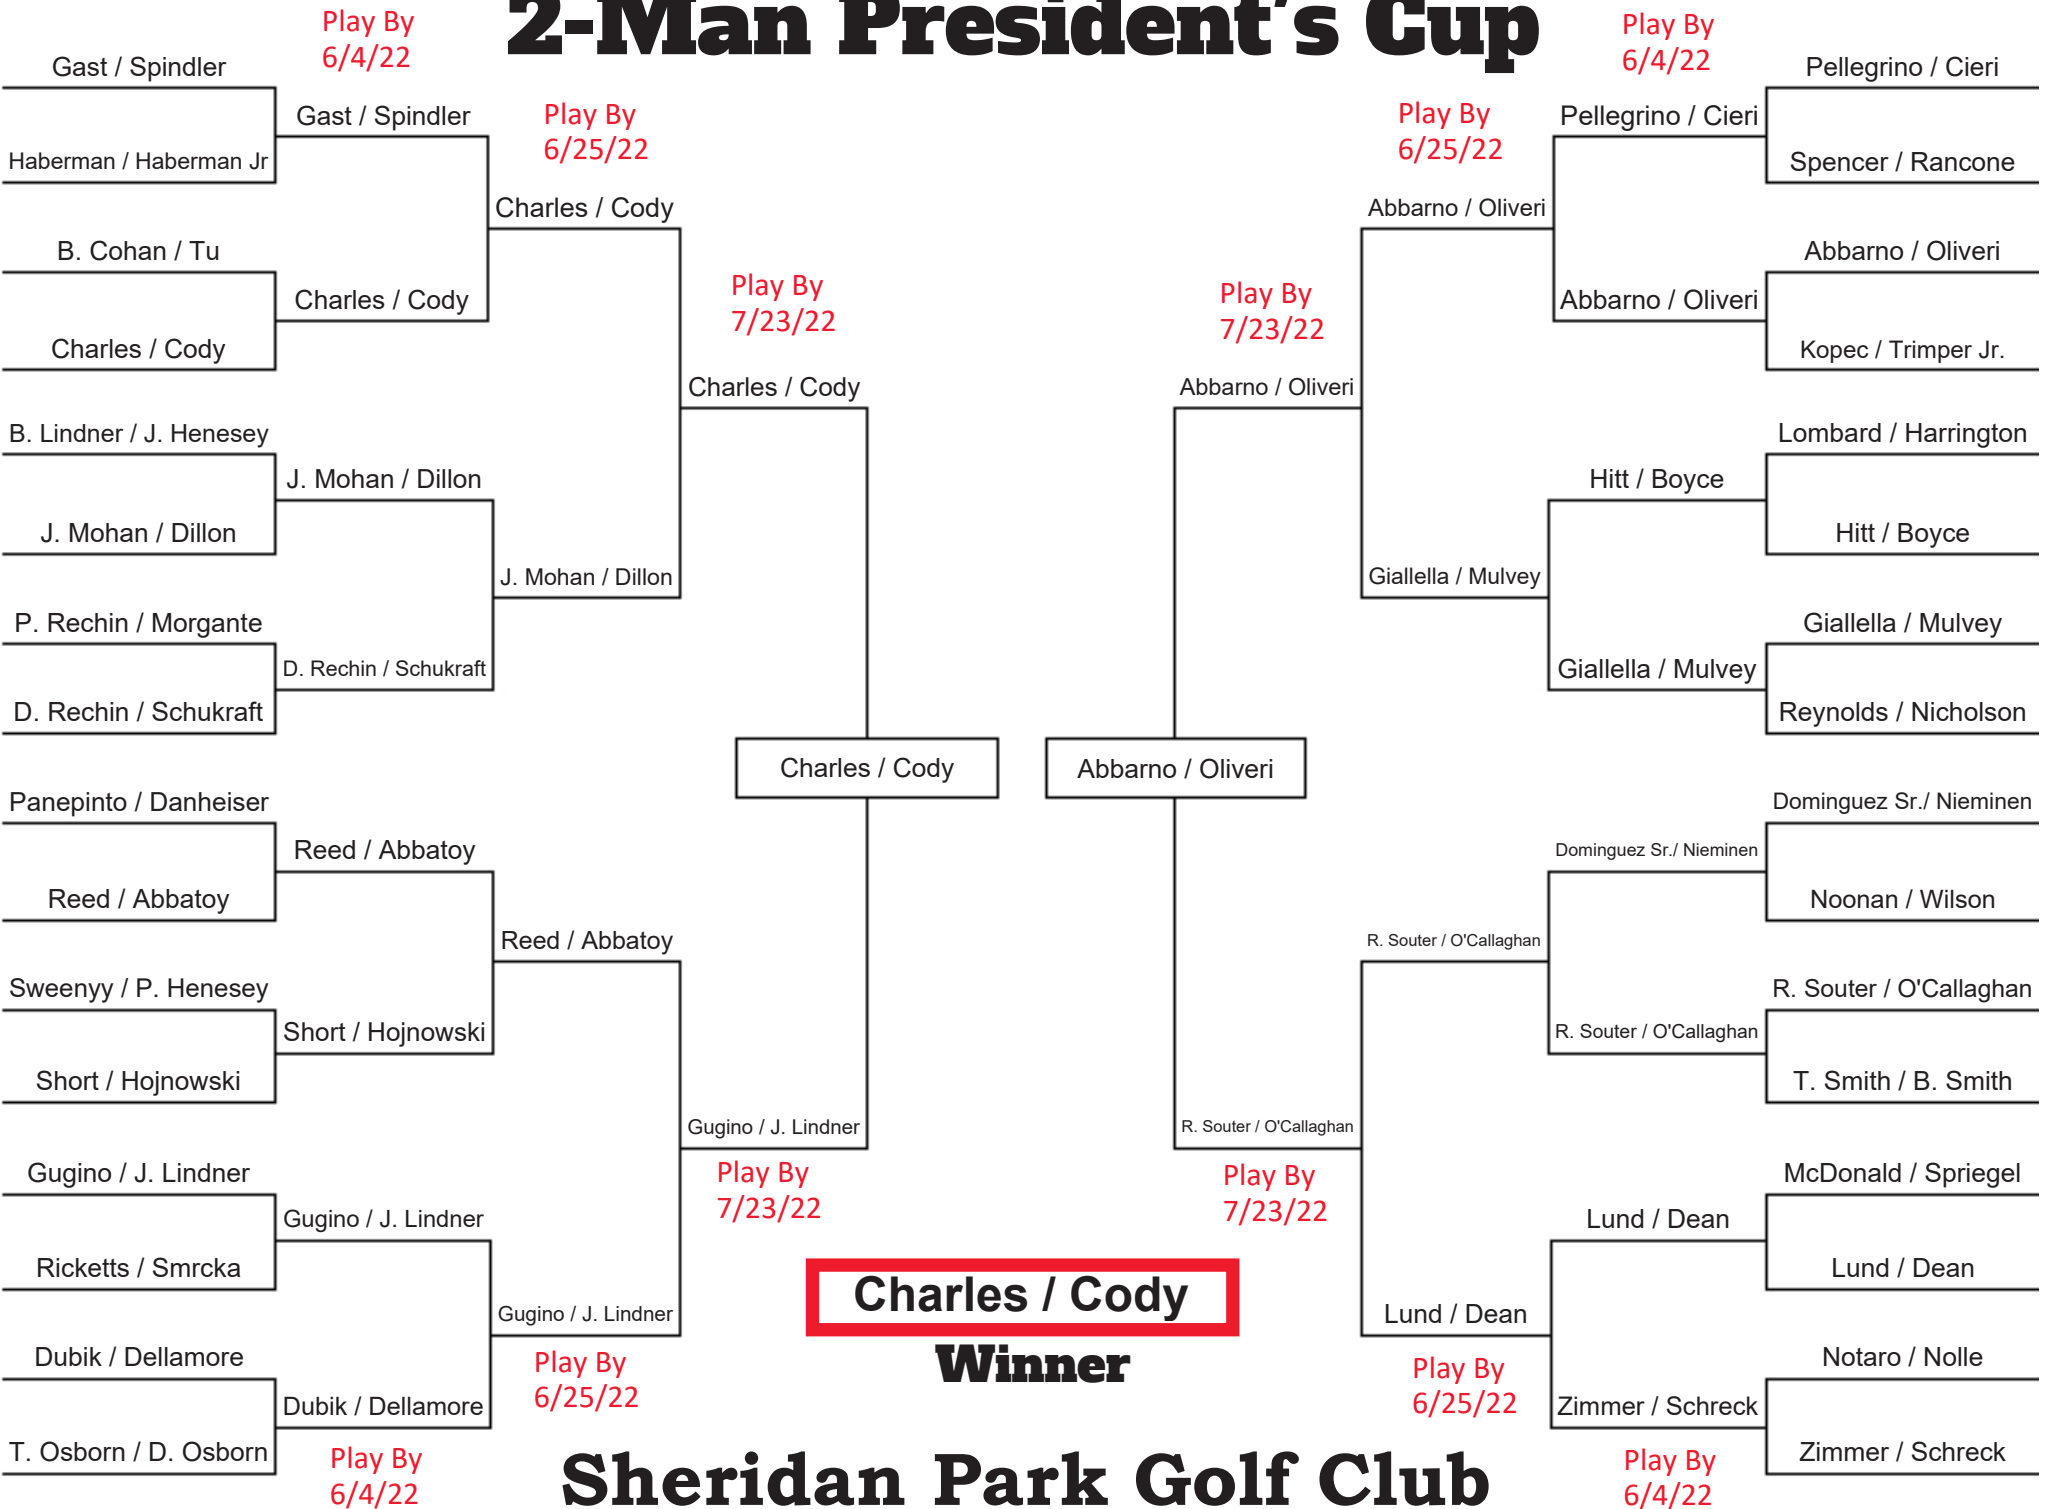 2-Man President's Cup
Play By
6/4/22
Play By
6/4/22
Gast / Spindler
Pellegrino / Cieri
Gast / Spindler
Play By
6/25/22
Play By
6/25/22
Pellegrino / Cieri
Haberman / Haberman Jr
Spencer / Rancone
Charles / Cody
Abbarno / Oliveri
B. Cohan / Tu
Abbarno / Oliveri
Charles / Cody
Play By
7/23/22
Play By
7/23/22
Abbarno / Oliveri
Charles / Cody
Kopec / Trimper Jr.
Charles / Cody
Abbarno / Oliveri
B. Lindner / J. Henesey
Lombard / Harrington
J. Mohan / Dillon
Hitt / Boyce
J. Mohan / Dillon
Hitt / Boyce
J. Mohan / Dillon
Giallella / Mulvey
P. Rechin / Morgante
Giallella / Mulvey
D. Rechin / Schukraft
Giallella / Mulvey
D. Rechin / Schukraft
Reynolds / Nicholson
Charles / Cody
Abbarno / Oliveri
Panepinto / Danheiser
Dominguez Sr./ Nieminen
Reed / Abbatoy
Dominguez Sr./ Nieminen
Reed / Abbatoy
Noonan / Wilson
Reed / Abbatoy
R. Souter / O'Callaghan
Sweenyy / P. Henesey
R. Souter / O'Callaghan
Short / Hojnowski
R. Souter / O'Callaghan
Short / Hojnowski
T. Smith / B. Smith
Gugino / J. Lindner
R. Souter / O'Callaghan
Play By
7/23/22
Play By
7/23/22
Gugino / J. Lindner
McDonald / Spriegel
Gugino / J. Lindner
Lund / Dean
Ricketts / Smrcka
Lund / Dean
Charles / Cody
Winner
Gugino / J. Lindner
Lund / Dean
Play By
6/25/22
Play By
6/25/22
Dubik / Dellamore
Notaro / Nolle
Dubik / Dellamore
Zimmer / Schreck
T. Osborn / D. Osborn
Zimmer / Schreck
Play By
6/4/22
Play By
6/4/22
Sheridan Park Golf Club